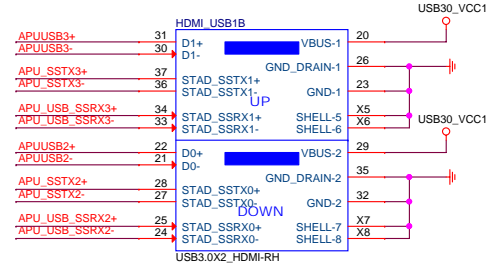 USB30_VCC1
HDMI_USB1B
APUUSB3+ 31 D1+ VBUS-1 20
APUUSB3- 30 D1-
GND_DRAIN-1 26
APU_SSTX3+ 37 STAD_SSTX1+
APU_SSTX3- 36 STAD_SSTX1- GND-1 23
UP
APU_USB_SSRX3+ 34 STAD_SSRX1+ SHELL-5 X5
APU_USB_SSRX3- 33 STAD_SSRX1- SHELL-6 X6
USB30_VCC1
APUUSB2+ 22 D0+ VBUS-2 29
APUUSB2- 21 D0-
GND_DRAIN-2 35
APU_SSTX2+ 28 STAD_SSTX0+
APU_SSTX2- 27 STAD_SSTX0- GND-2 32
DOWN
APU_USB_SSRX2+ 25 STAD_SSRX0+ SHELL-7 X7
APU_USB_SSRX2- 24 STAD_SSRX0- SHELL-8 X8
USB3.0X2_HDMI-RH